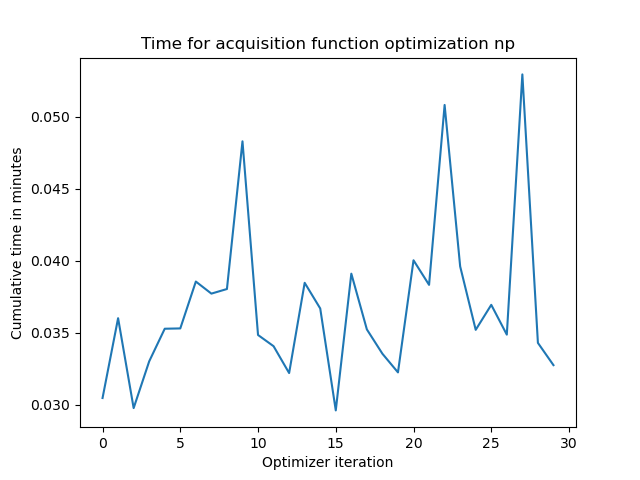 Time for acquisition function optimization np
Cumulative time in minutes
0.050
0.045
0.040
0.035
0.030
0 5 10 15 20 25 30
Optimizer iteration